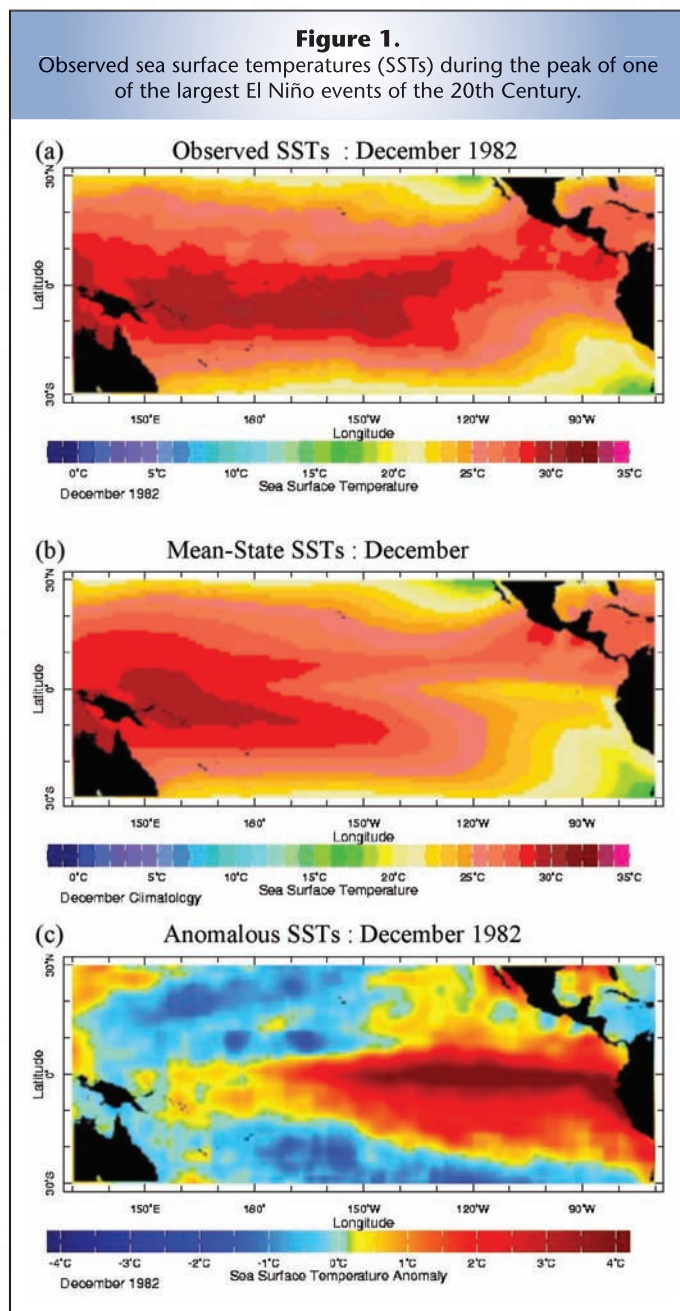 Figure 1.
Observed sea surface temperatures (SSTs) during the peak of one
of the largest El Niño events of the 20th Century.
(a) Observed SSTs : December 1982
30°N
Latitude
0°
30°S
150°E 180° 150°W 120°W 90°W
Longitude
0°C 5°C 10°C 15°C 20°C 25°C 30°C 35°C
Sea Surface Temperature
December 1982
(b) Mean-State SSTs : December
30°N
Latitude
0°
30°S
150°E 180° 150°W 120°W 90°W
Longitude
0°C 5°C 10°C 15°C 20°C 25°C 30°C 35°C
Sea Surface Temperature
December Climatology
(c) Anomalous SSTs : December 1982
30°N
Latitude
0°
30°S
150°E 180° 150°W 120°W 90°W
Longitude
-4°C -3°C -2°C -1°C 0°C 1°C 2°C 3°C 4°C
Sea Surface Temperature Anomaly
December 1982